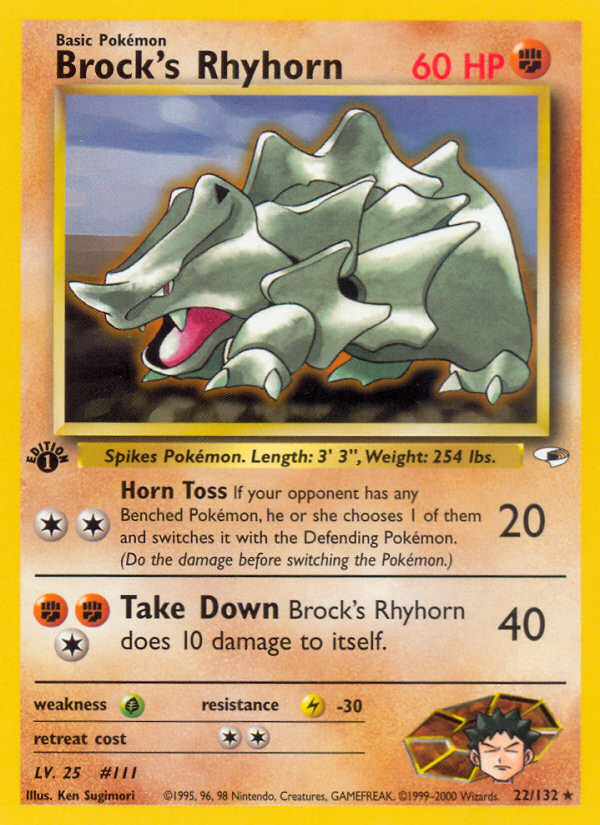 Basic Pokémon
Brock's Rhyhorn 60 HP
EDITION
1
Spikes Pokémon. Length: 3' 3", Weight: 254 lbs.
Horn Toss If your opponent has any
Benched Pokémon, he or she chooses 1 of them
and switches it with the Defending Pokémon.
(Do the damage before switching the Pokémon.)
20
Take Down Brock's Rhyhorn
does 10 damage to itself.
40
weakness resistance -30
retreat cost
LV. 25 #111
Illus. Ken Sugimori ©1995, 96, 98 Nintendo, Creatures, GAMEFREAK. ©1999-2000 Wizards. 22/132 ★